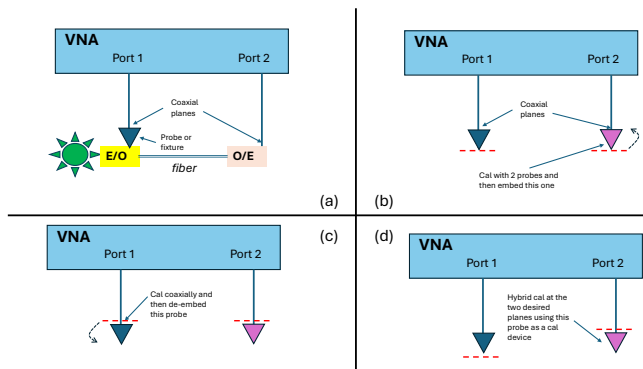 VNA
Port 1
Port 2
Coaxial
planes
Probe or
fixture
E/O
O/E
fiber
(a)
VNA
Port 1
Port 2
Coaxial
planes
Cal with 2 probes and
then embed this one
(b)
VNA
Port 1
Port 2
Cal coaxially and
then de-embed
this probe
(c)
VNA
Port 1
Port 2
Hybrid cal at the
two desired
planes using this
probe as a cal
device
(d)